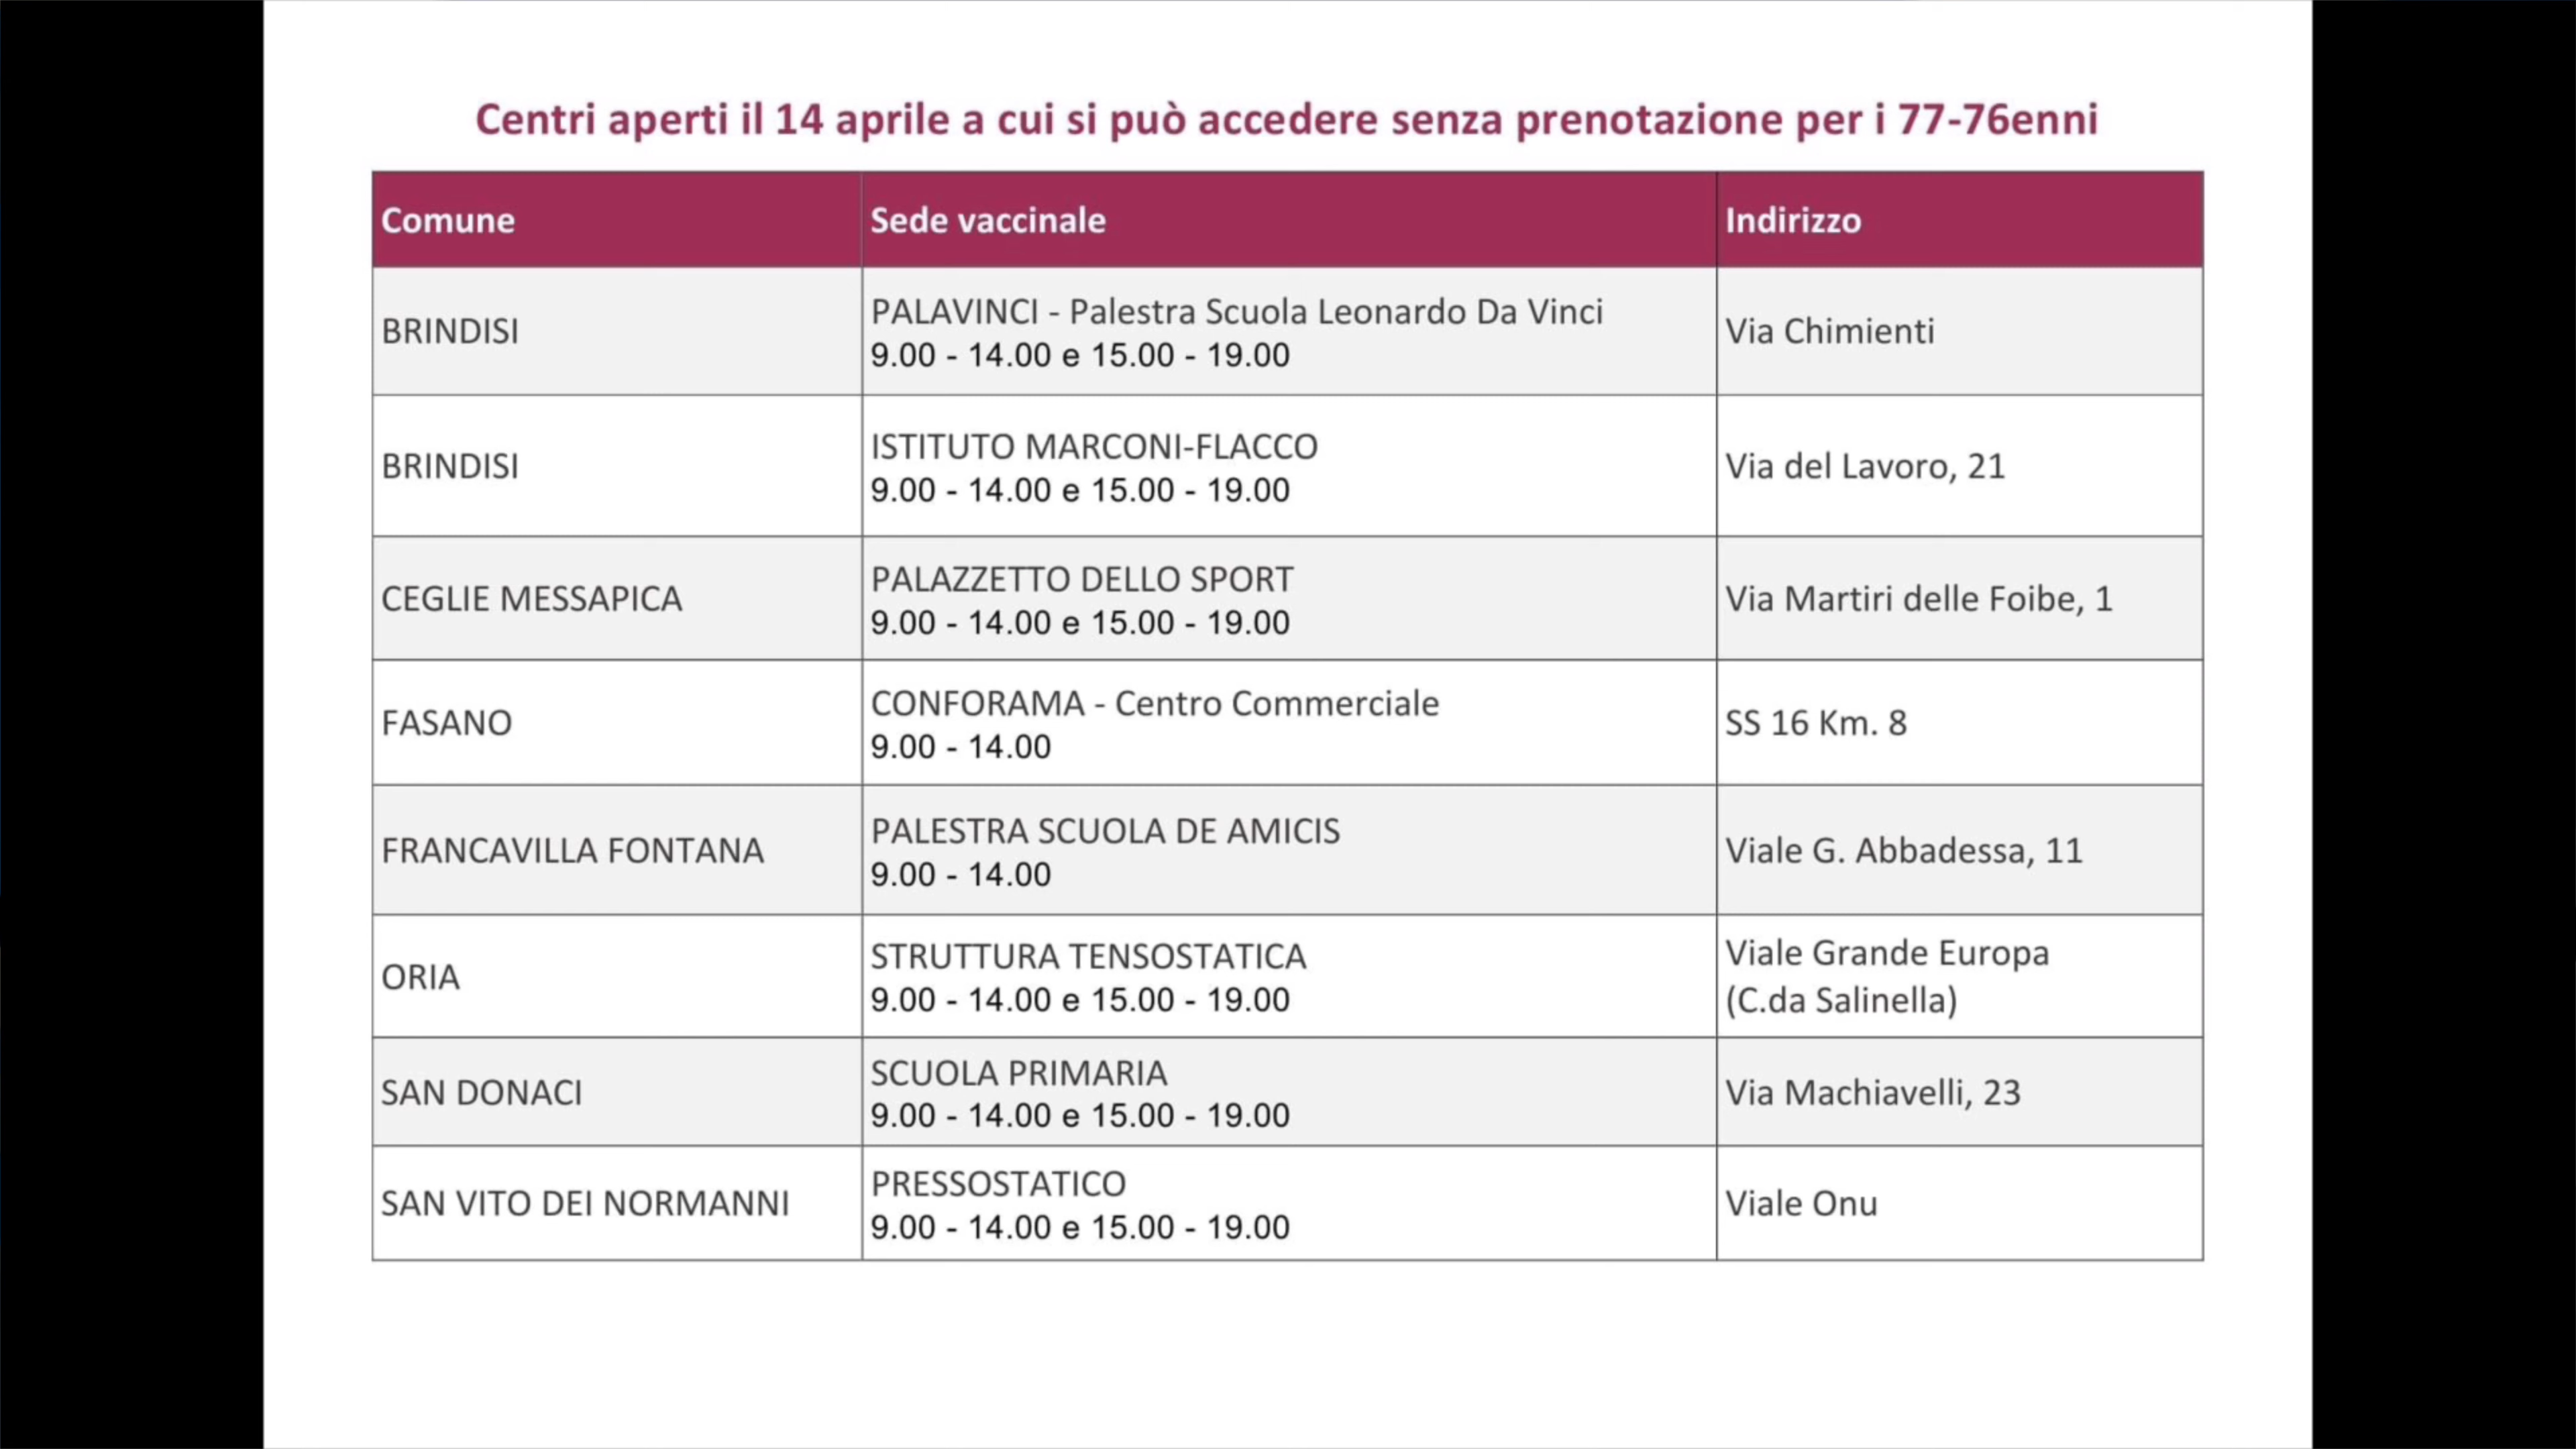 Centri aperti il 14 aprile a cui si può accedere senza prenotazione per i 77-76enni
Comune
Sede vaccinale
Indirizzo
BRINDISI
PALAVINCI - Palestra Scuola Leonardo Da Vinci
9.00 - 14.00 e 15.00 - 19.00
Via Chimienti
BRINDISI
ISTITUTO MARCONI-FLACCO
9.00 - 14.00 e 15.00 - 19.00
Via del Lavoro, 21
CEGLIE MESSAPICA
PALAZZETTO DELLO SPORT
9.00 - 14.00 e 15.00 - 19.00
Via Martiri delle Foibe, 1
FASANO
CONFORAMA - Centro Commerciale
9.00 - 14.00
SS 16 Km. 8
FRANCAVILLA FONTANA
PALESTRA SCUOLA DE AMICIS
9.00 - 14.00
Viale G. Abbadessa, 11
ORIA
STRUTTURA TENSOSTATICA
9.00 - 14.00 e 15.00 - 19.00
Viale Grande Europa
(C.da Salinella)
SAN DONACI
SCUOLA PRIMARIA
9.00 - 14.00 e 15.00 - 19.00
Via Machiavelli, 23
SAN VITO DEI NORMANNI
PRESSOSTATICO
9.00 - 14.00 e 15.00 - 19.00
Viale Onu